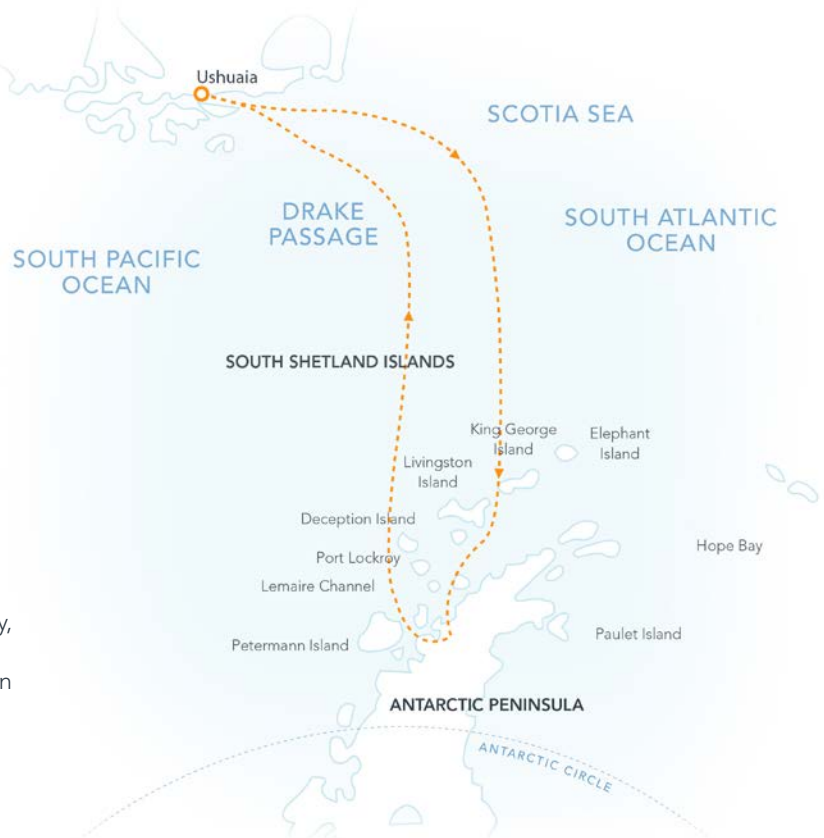 Ushuaia
SCOTIA SEA
DRAKE
PASSAGE
SOUTH ATLANTIC
OCEAN
SOUTH PACIFIC
OCEAN
SOUTH SHETLAND ISLANDS
King George
Island
Elephant
Island
Livingston
Island
Deception Island
Hope Bay
Port Lockroy
Lemaire Channel
y,
Petermann Island
Paulet Island
n
ANTARCTIC PENINSULA
ANTARCTIC CIRCLE